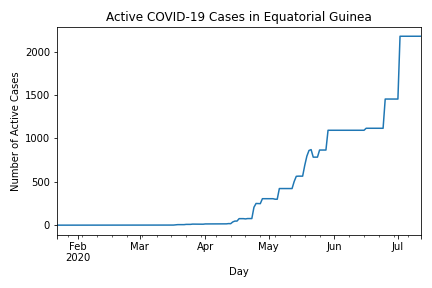 Active COVID-19 Cases in Equatorial Guinea
Number of Active Cases
2000
1500
1000
500
0
Feb Mar Apr May Jun Jul
2020
Day